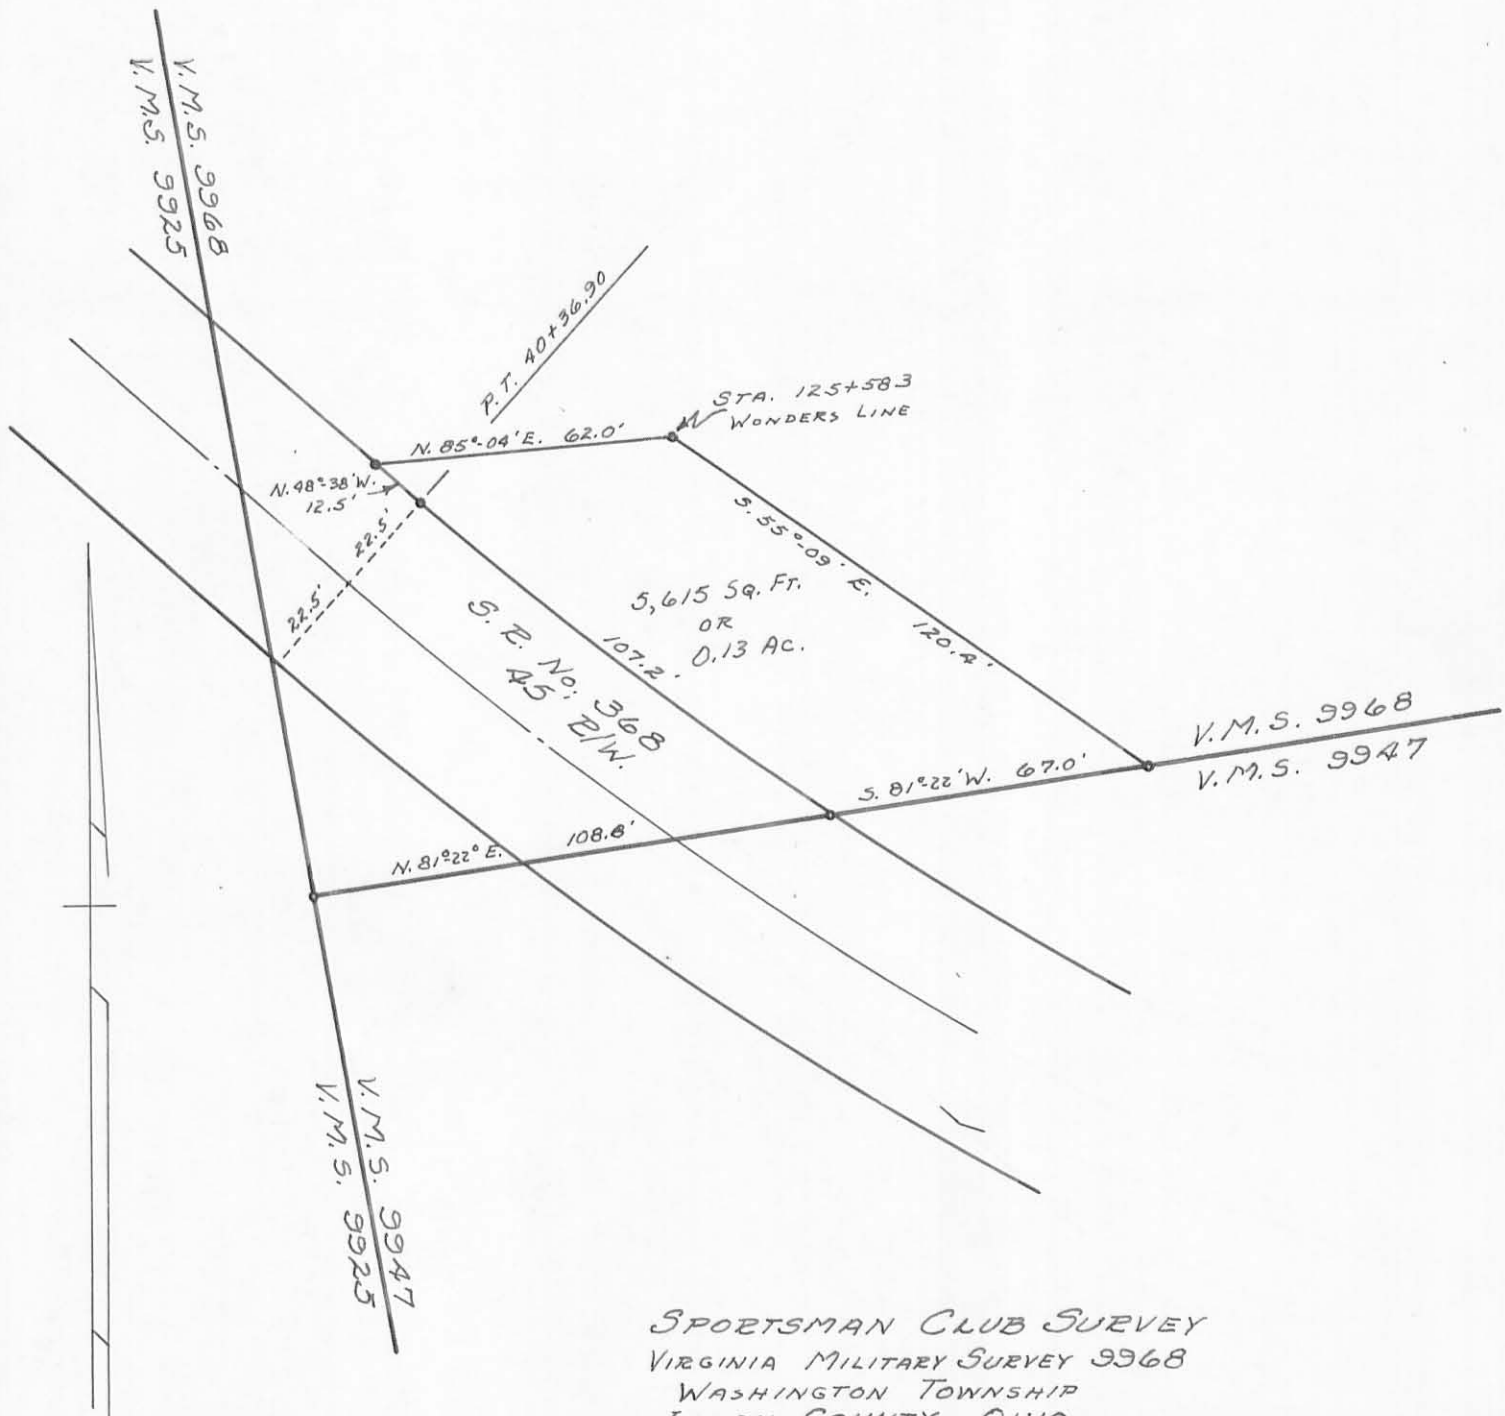 V.M.S. 9968
V.M.S. 9925
P.T. 40+36.90
STA. 125+583
WONDERS LINE
N. 85°-04' E. 62.0'
N. 48°-38' W.
12.5'
22.5'
22.5'
S. 55°-09' E.
120.4'
5,615 SQ. FT.
OR
0.13 AC.
107.2'
S. R. No. 368
45 R/W.
V.M.S. 9968
V.M.S. 9947
S. 81°-22' W. 67.0'
N. 81°-22° E. 108.8'
V.M.S. 9947
V.M.S. 9925
SPORTSMAN CLUB SURVEY
VIRGINIA MILITARY SURVEY 9968
WASHINGTON TOWNSHIP
COUNTY, OHIO